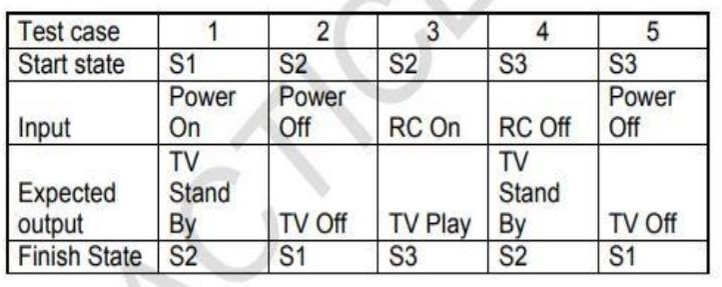 Test case 1 2 3 4 5
Start state S1 S2 S2 S3 S3
Input Power On Power Off RC On RC Off Power Off
Expected output TV Stand By TV Off TV Play TV Stand By TV Off
Finish State S2 S1 S3 S2 S1